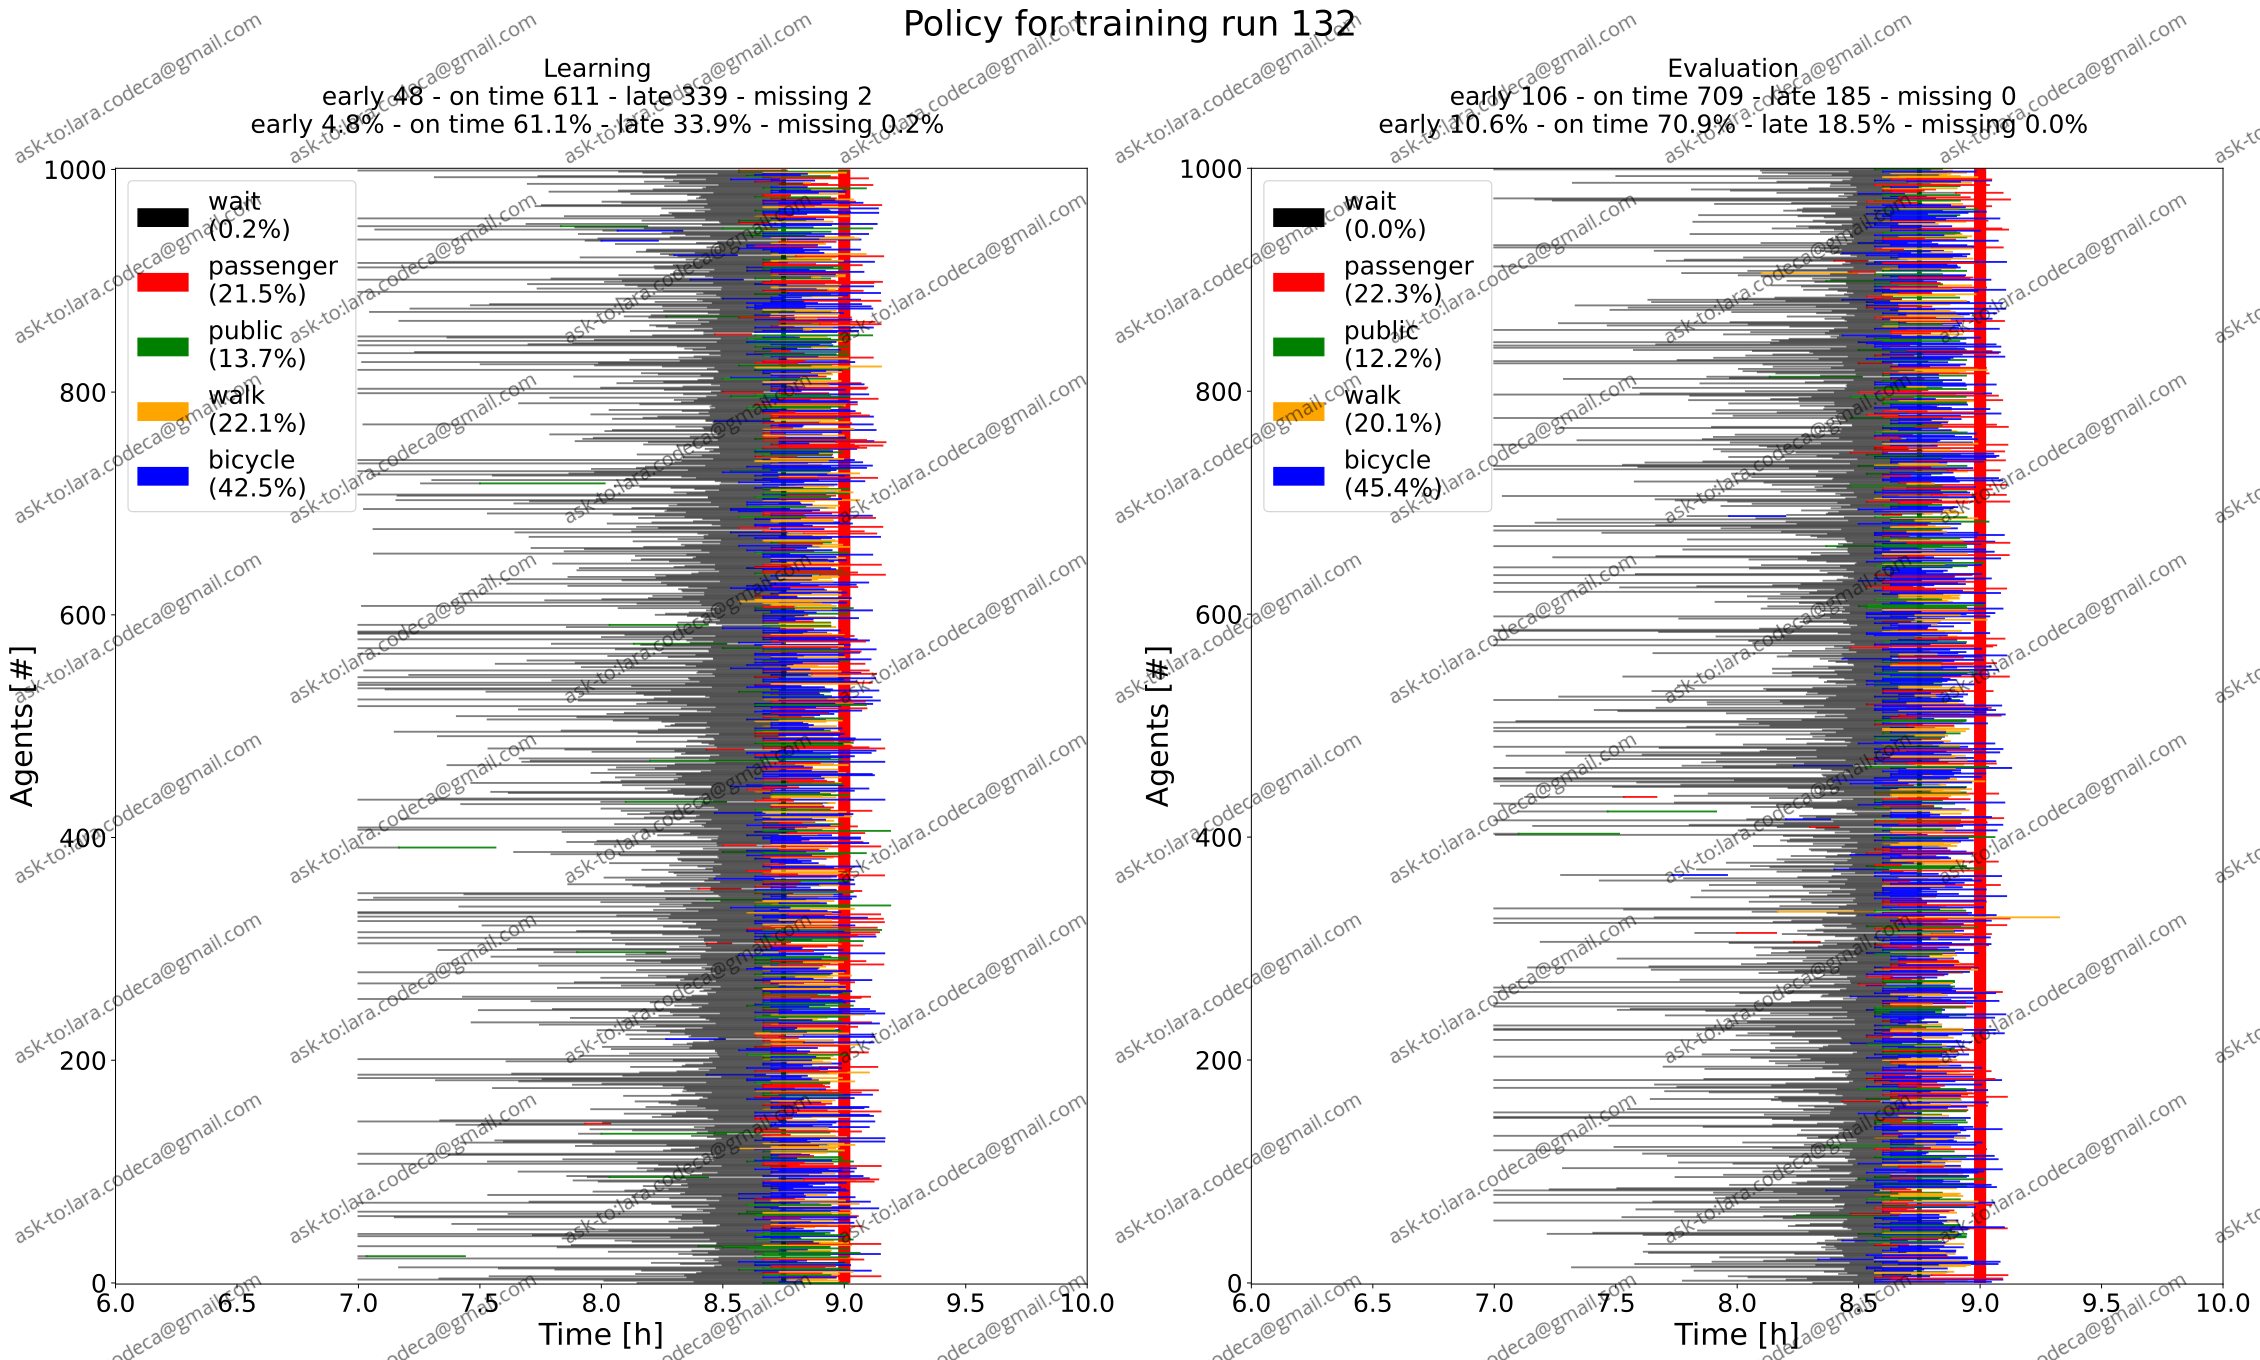 Policy for training run 132
Learning
early 48 - on time 611 - late 339 - missing 2
early 4.8% - on time 61.1% - late 33.9% - missing 0.2%
Evaluation
early 106 - on time 709 - late 185 - missing 0
early 10.6% - on time 70.9% - late 18.5% - missing 0.0%
Agents [#]
1000
800
600
400
200
0
wait
(0.2%)
passenger
(21.5%)
public
(13.7%)
walk
(22.1%)
bicycle
(42.5%)
6.0 6.5 7.0 7.5 8.0 8.5 9.0 9.5 10.0
Time [h]
Agents [#]
1000
800
600
400
200
0
wait
(0.0%)
passenger
(22.3%)
public
(12.2%)
walk
(20.1%)
bicycle
(45.4%)
6.0 6.5 7.0 7.5 8.0 8.5 9.0 9.5 10.0
Time [h]
ask-to:lara.codeca@gmail.com